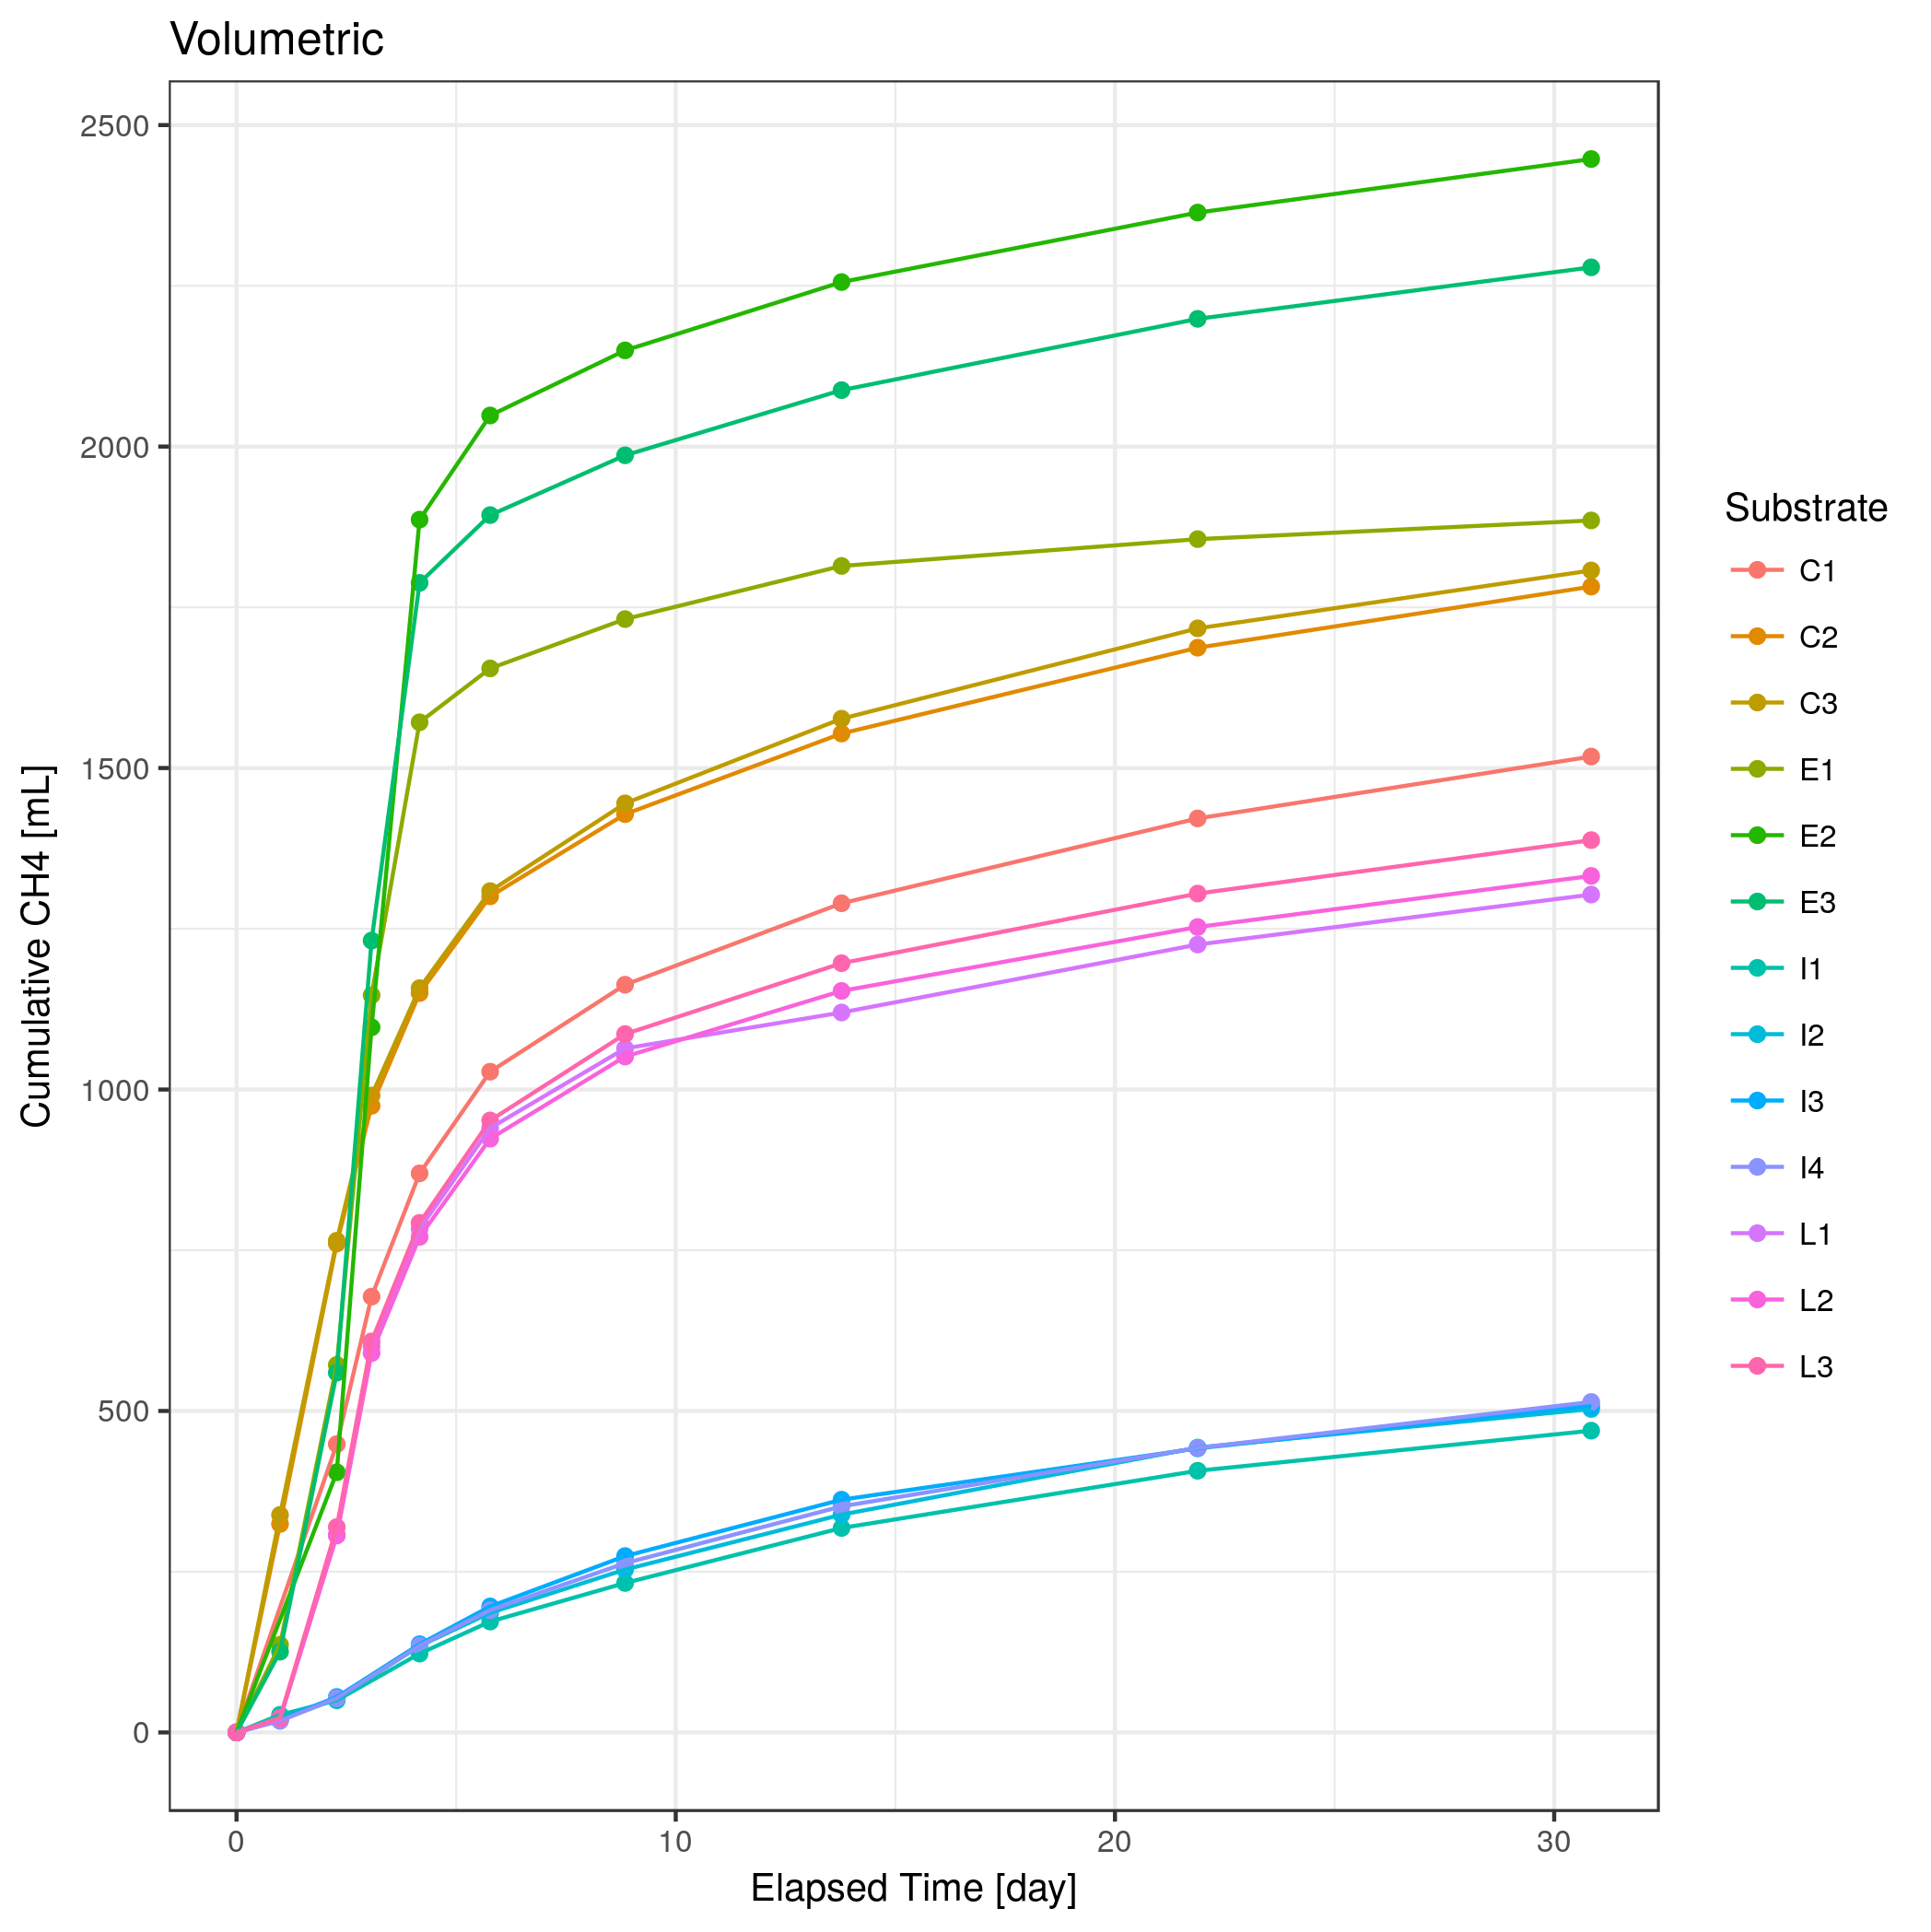 Volumetric
Cumulative CH4 [mL]
2500
2000
1500
1000
500
0
0
10
20
30
Elapsed Time [day]
Substrate
C1
C2
C3
E1
E2
E3
I1
I2
I3
I4
L1
L2
L3